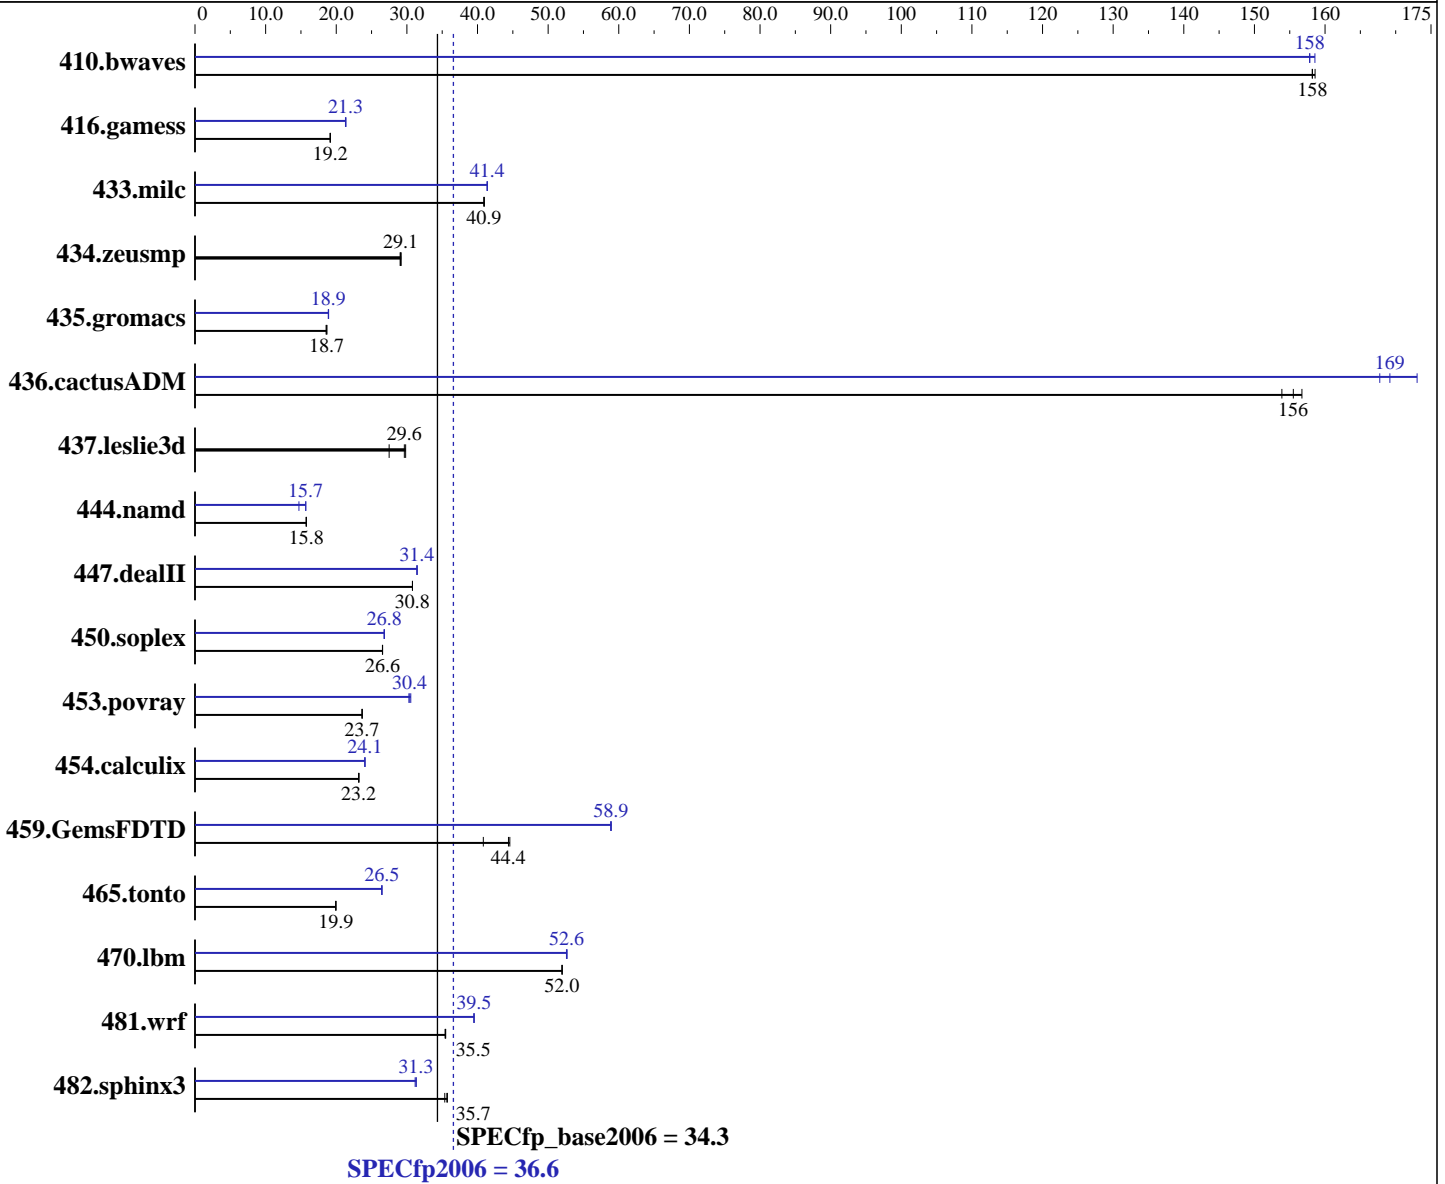 0 10.0 20.0 30.0 40.0 50.0 60.0 70.0 80.0 90.0 100 110 120 130 140 150 160 175
158
410.bwaves
158
21.3
416.gamess
19.2
41.4
433.milc
40.9
29.1
434.zeusmp
18.9
435.gromacs
18.7
169
436.cactusADM
156
29.6
437.leslie3d
15.7
444.namd
15.8
31.4
447.dealII
30.8
26.8
450.soplex
26.6
30.4
453.povray
23.7
24.1
454.calculix
23.2
58.9
459.GemsFDTD
44.4
26.5
465.tonto
19.9
52.6
470.lbm
52.0
39.5
481.wrf
35.5
31.3
482.sphinx3
35.7
SPECfp_base2006 = 34.3
SPECfp2006 = 36.6